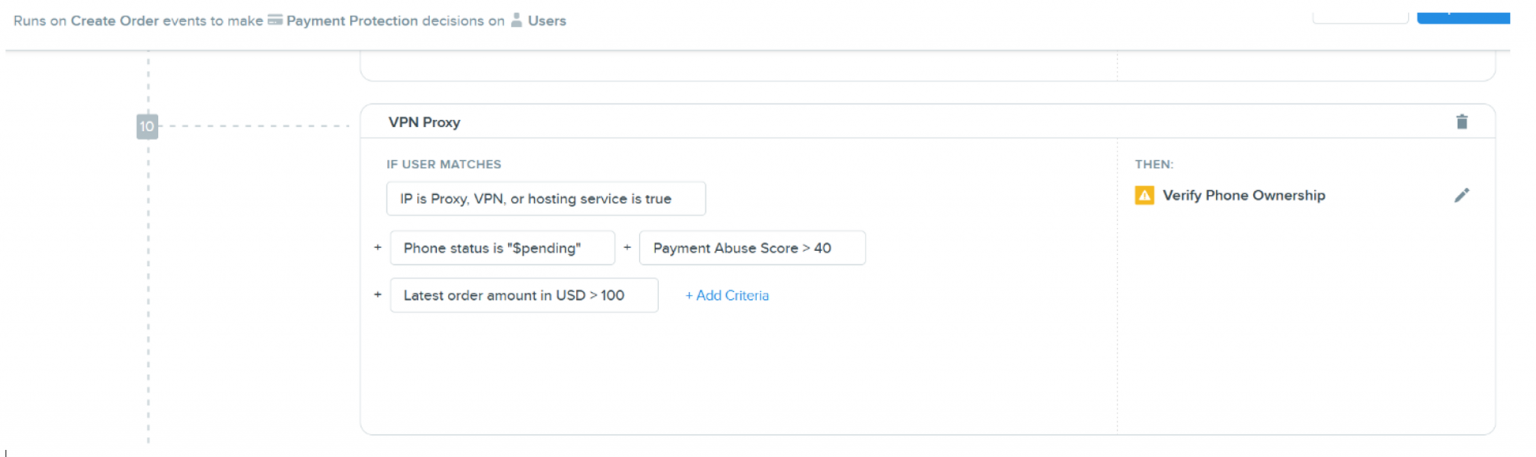 Runs on Create Order events to make Payment Protection decisions on Users
10
VPN Proxy
IF USER MATCHES
IP is Proxy, VPN, or hosting service is true
+ Phone status is "$pending" + Payment Abuse Score > 40
+ Latest order amount in USD > 100 + Add Criteria
THEN:
Verify Phone Ownership